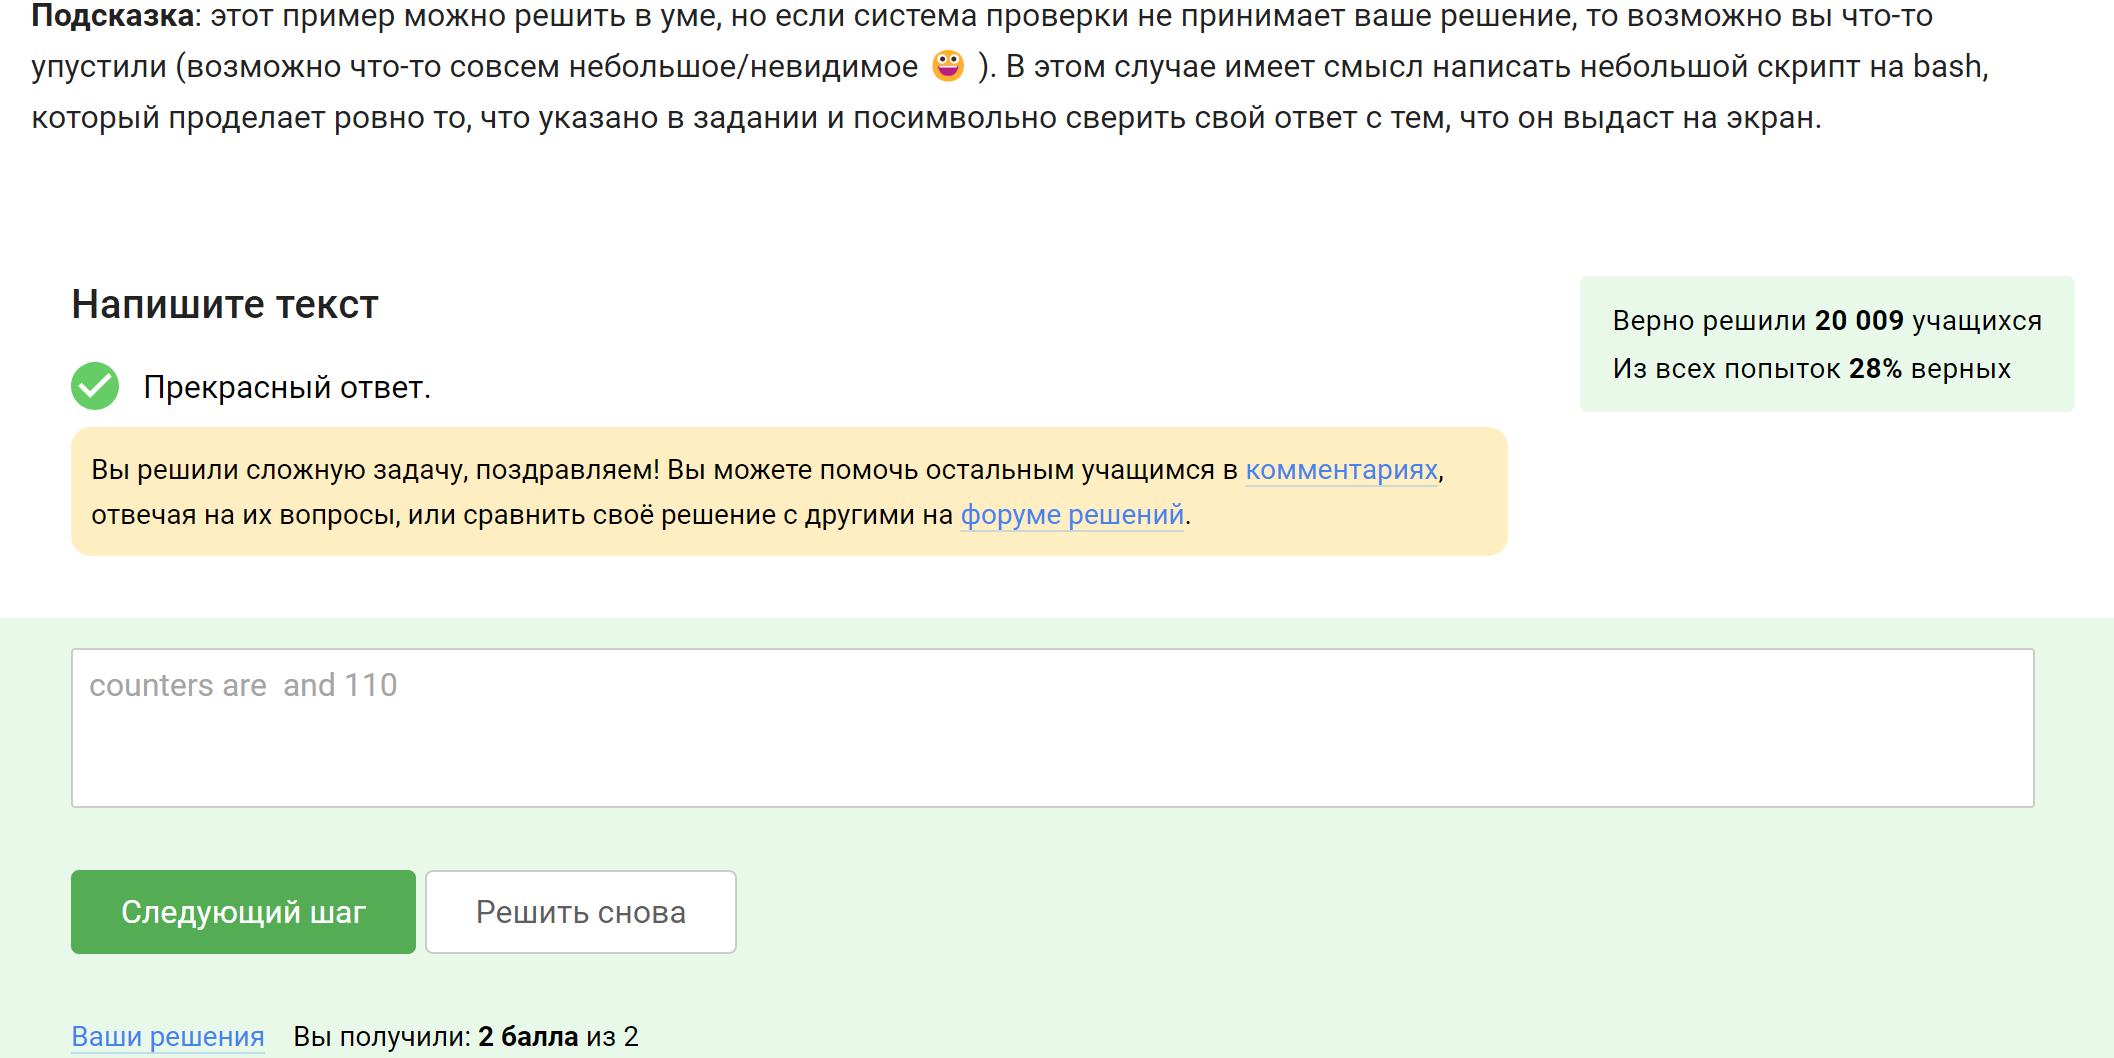 Подсказка: этот пример можно решить в уме, но если система проверки не принимает ваше решение, то возможно вы что-то
упустили (возможно что-то совсем небольшое/невидимое 😀 ). В этом случае имеет смысл написать небольшой скрипт на bash,
который проделает ровно то, что указано в задании и посимвольно сверить свой ответ с тем, что он выдаст на экран.
Напишите текст
Верно решили 20 009 учащихся
Из всех попыток 28% верных
Прекрасный ответ.
Вы решили сложную задачу, поздравляем! Вы можете помочь остальным учащимся в комментариях,
отвечая на их вопросы, или сравнить своё решение с другими на форуме решений.
counters are  and 110
Следующий шаг
Решить снова
Ваши решения
Вы получили: 2 балла из 2